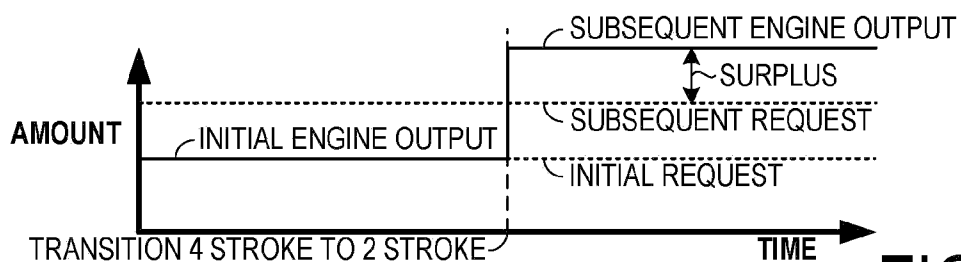 SUBSEQUENT ENGINE OUTPUT
SURPLUS
SUBSEQUENT REQUEST
AMOUNT
INITIAL ENGINE OUTPUT
INITIAL REQUEST
TRANSITION 4 STROKE TO 2 STROKE
TIME